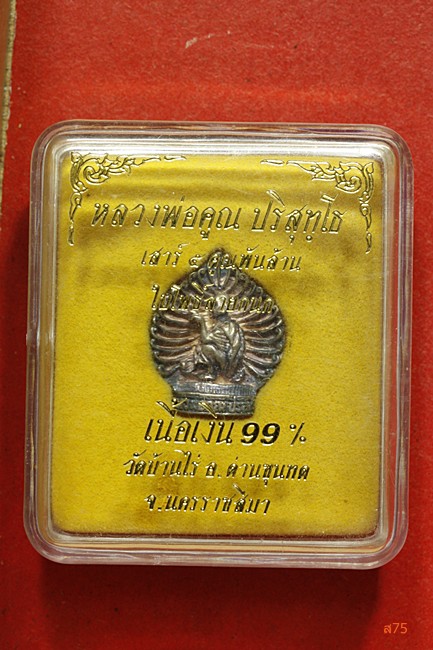 หลวงพ่อคูณ ปริสุทฺโธ
เสาร์ ๕ คูณพันล้าน
เนื้อเงิน 99 %
วัดบ้านไร่ อ.ด่านขุนทด
จ.นครราชสีมา
ส75